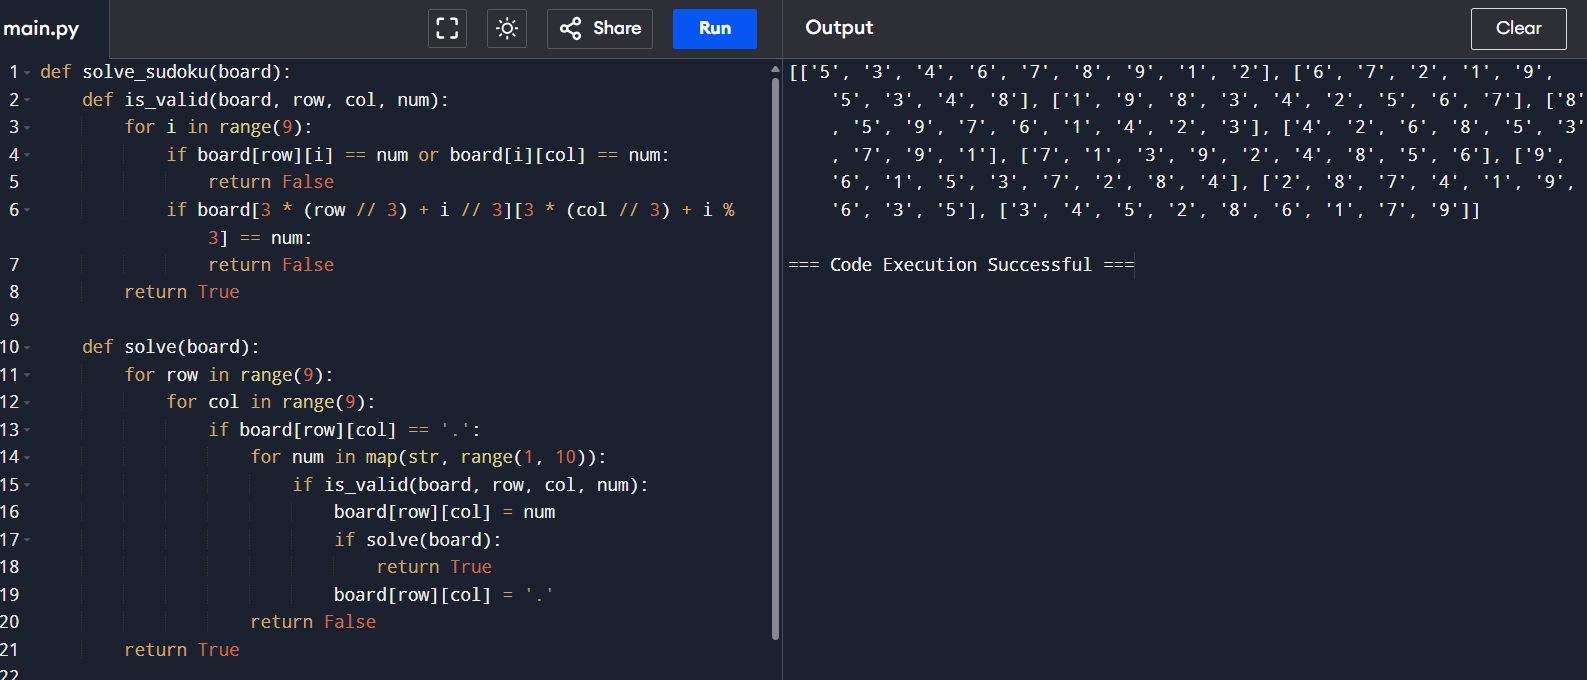 main.py
Share
Run
Output
Clear
1 def solve_sudoku(board):
2     def is_valid(board, row, col, num):
3         for i in range(9):
4             if board[row][i] == num or board[i][col] == num:
5                 return False
6             if board[3 * (row // 3) + i // 3][3 * (col // 3) + i %
                3] == num:
7                 return False
8         return True
9
10     def solve(board):
11         for row in range(9):
12             for col in range(9):
13                 if board[row][col] == '.':
14                     for num in map(str, range(1, 10)):
15                         if is_valid(board, row, col, num):
16                             board[row][col] = num
17                             if solve(board):
18                                 return True
19                             board[row][col] = '.'
20                     return False
21         return True
22
[['5', '3', '4', '6', '7', '8', '9', '1', '2'], ['6', '7', '2', '1', '9',
'5', '3', '4', '8'], ['1', '9', '8', '3', '4', '2', '5', '6', '7'], ['8'
, '5', '9', '7', '6', '1', '4', '2', '3'], ['4', '2', '6', '8', '5', '3'
, '7', '9', '1'], ['7', '1', '3', '9', '2', '4', '8', '5', '6'], ['9',
'6', '1', '5', '3', '7', '2', '8', '4'], ['2', '8', '7', '4', '1', '9',
'6', '3', '5'], ['3', '4', '5', '2', '8', '6', '1', '7', '9']]
=== Code Execution Successful ===